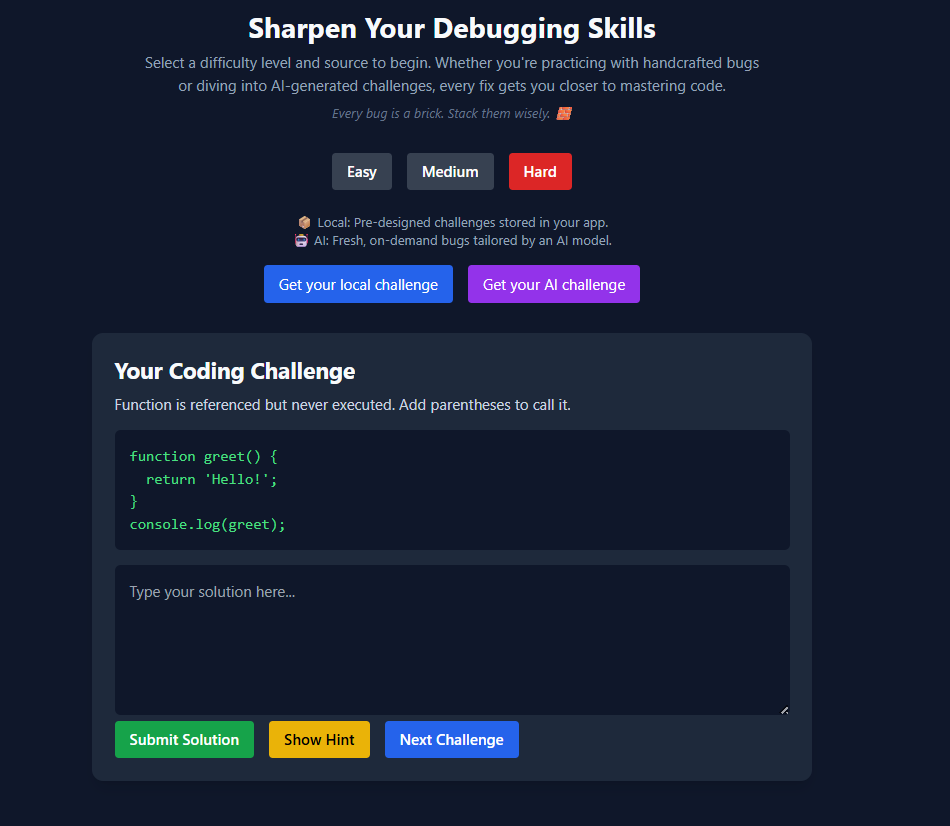 Sharpen Your Debugging Skills
Select a difficulty level and source to begin. Whether you're practicing with handcrafted bugs
or diving into AI-generated challenges, every fix gets you closer to mastering code.
Every bug is a brick. Stack them wisely. 🧱
Easy Medium Hard
📦 Local: Pre-designed challenges stored in your app.
🤖 AI: Fresh, on-demand bugs tailored by an AI model.
Get your local challenge Get your AI challenge
Your Coding Challenge
Function is referenced but never executed. Add parentheses to call it.
function greet() {
  return 'Hello!';
}
console.log(greet);
Type your solution here...
Submit Solution Show Hint Next Challenge